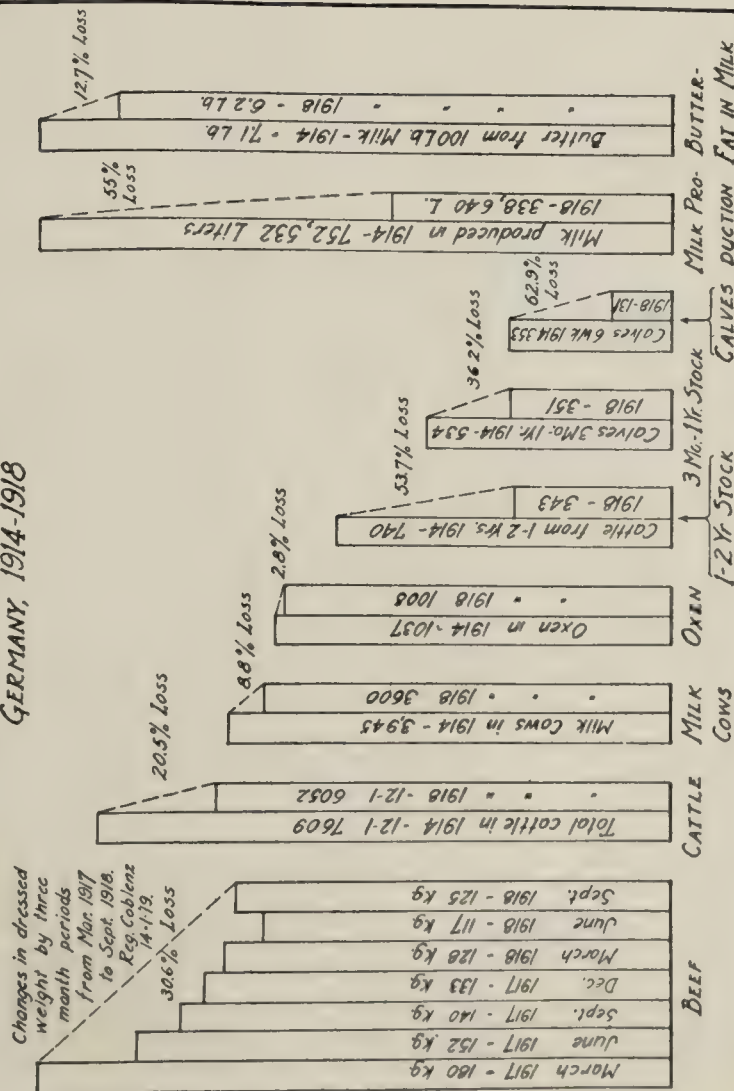 GERMANY, 1914-1918
Changes in dressed
weight by three
month periods
from Mar. 1917
to Sept. 1918.
Reg. Coblenz
14-1-19.
30.6% Loss
March 1917 - 180 kg
June 1917 - 152 kg
Sept. 1917 - 140 kg
Dec. 1917 - 133 kg
March 1918 - 128 kg
June 1918 - 117 kg
Sept. 1918 - 125 kg
BEEF
20.5% Loss
Total cattle in 1914 - 12-1 7609
" " " 1918 - 12-1 6052
CATTLE
8.8% Loss
Milk Cows in 1914 - 3,945
" " " 1918 3600
MILK
COWS
2.8% Loss
Oxen in 1914 - 1037
" " 1918 1008
OXEN
53.7% Loss
Cattle from 1-2 Yrs. 1914 - 740
1918 - 343
1-2 Yr STOCK
36.2% Loss
Calves 3Mo.-1Yr. 1914 - 534
1918 - 351
3 Mo.-1Yr. STOCK
62.9%
Loss
Calves 6 Wk 1914 353
1918-131
CALVES
55%
Loss
Milk produced in 1914 - 752,532 Liters
1918 - 338,640 L.
MILK PRO-
DUCTION
12.7% Loss
Butter from 100 Lb. Milk - 1914 - 7.1 Lb.
" " " " 1918 - 6.2 Lb.
BUTTER-
FAT IN MILK